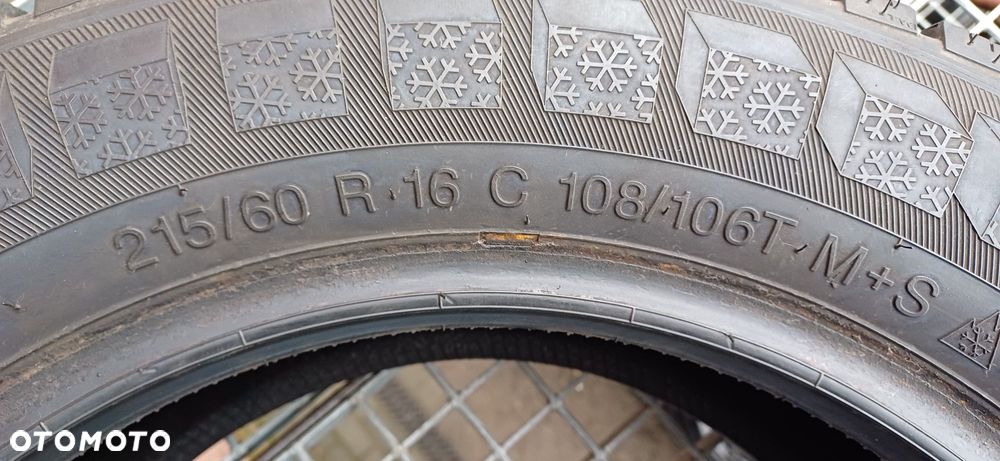 215/60 R 16 C 108/106T M+S
OTOMOTO